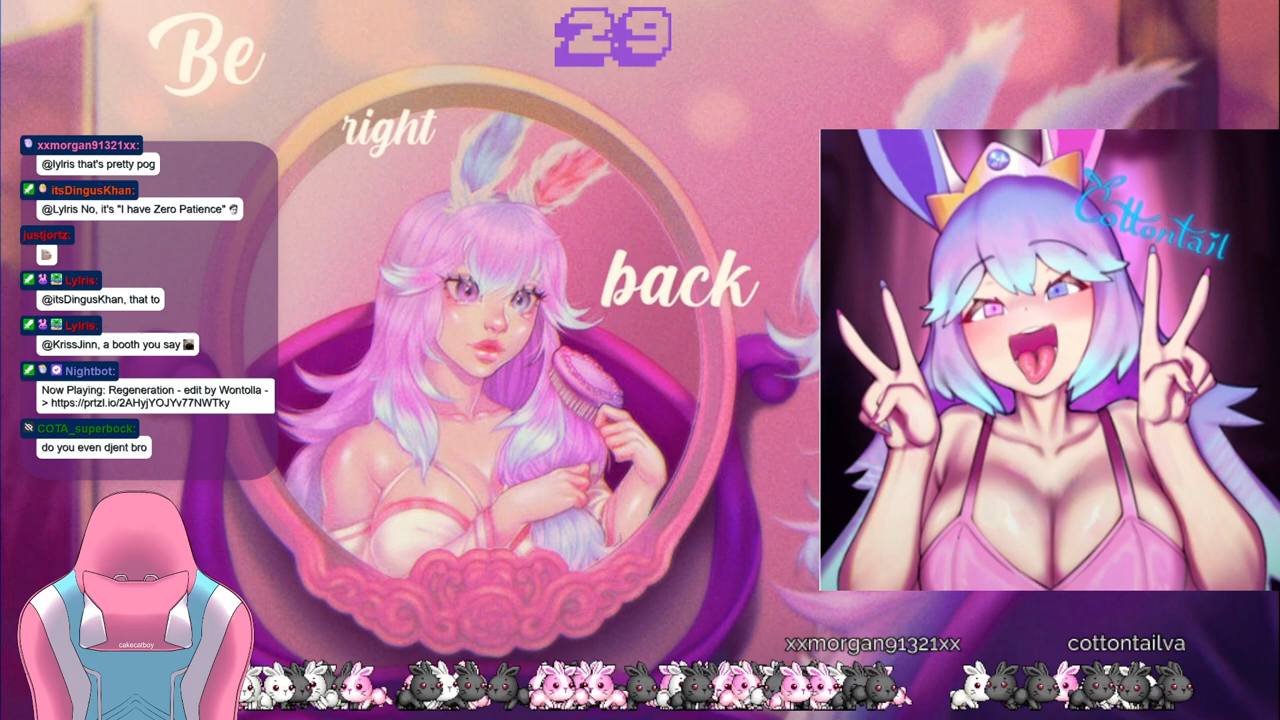 29
Be
right
back
xxmorgan91321xx:
@lylris that's pretty pog
itsDingusKhan:
@Lylris No, it's "I have Zero Patience"
justjortz:
Lylris:
@itsDingusKhan, that to
Lylris:
@KrissJinn, a booth you say
Nightbot:
Now Playing: Regeneration - edit by Wontolla -
> https://prtzl.io/2AHyjYOJYv77NWTky
COTA_superbock:
do you even djent bro
Cottontail
cakecatboy
xxmorgan91321xx
cottontailva